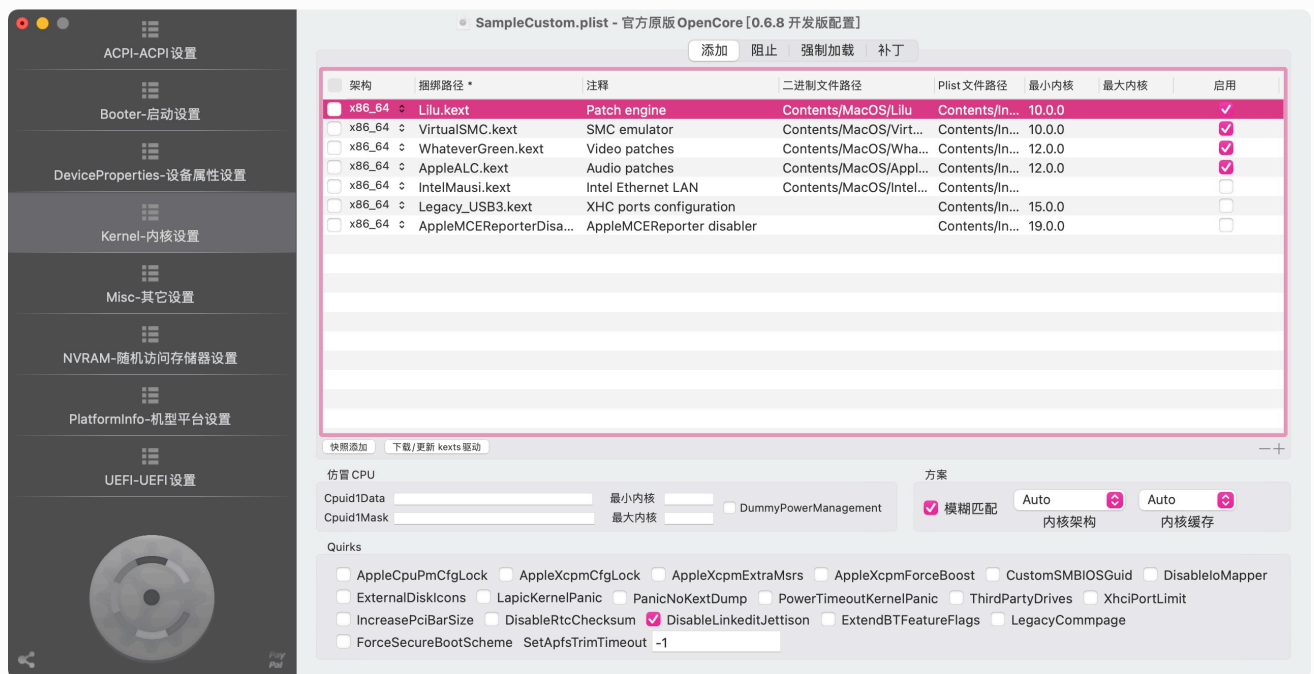 SampleCustom.plist - 官方原版OpenCore [0.6.8 开发版配置]
ACPI-ACPI设置
Booter-启动设置
DeviceProperties-设备属性设置
Kernel-内核设置
Misc-其它设置
NVRAM-随机访问存储器设置
PlatformInfo-机型平台设置
UEFI-UEFI设置
Pay
Pal
添加 阻止 强制加载 补丁
架构 捆绑路径 * 注释 二进制文件路径 Plist文件路径 最小内核 最大内核 启用
x86_64 Lilu.kext Patch engine Contents/MacOS/Lilu Contents/In... 10.0.0
x86_64 VirtualSMC.kext SMC emulator Contents/MacOS/Virt... Contents/In... 10.0.0
x86_64 WhateverGreen.kext Video patches Contents/MacOS/Wha... Contents/In... 12.0.0
x86_64 AppleALC.kext Audio patches Contents/MacOS/Appl... Contents/In... 12.0.0
x86_64 IntelMausi.kext Intel Ethernet LAN Contents/MacOS/Intel... Contents/In...
x86_64 Legacy_USB3.kext XHC ports configuration Contents/In... 15.0.0
x86_64 AppleMCEReporterDisa... AppleMCEReporter disabler Contents/In... 19.0.0
快照添加 下载/更新 kexts驱动
仿冒CPU
Cpuid1Data 最小内核
DummyPowerManagement
Cpuid1Mask 最大内核
方案
模糊匹配 Auto Auto
内核架构 内核缓存
Quirks
AppleCpuPmCfgLock AppleXcpmCfgLock AppleXcpmExtraMsrs AppleXcpmForceBoost CustomSMBIOSGuid DisableIoMapper
ExternalDiskIcons LapicKernelPanic PanicNoKextDump PowerTimeoutKernelPanic ThirdPartyDrives XhciPortLimit
IncreasePciBarSize DisableRtcChecksum DisableLinkeditJettison ExtendBTFeatureFlags LegacyCommpage
ForceSecureBootScheme SetApfsTrimTimeout -1